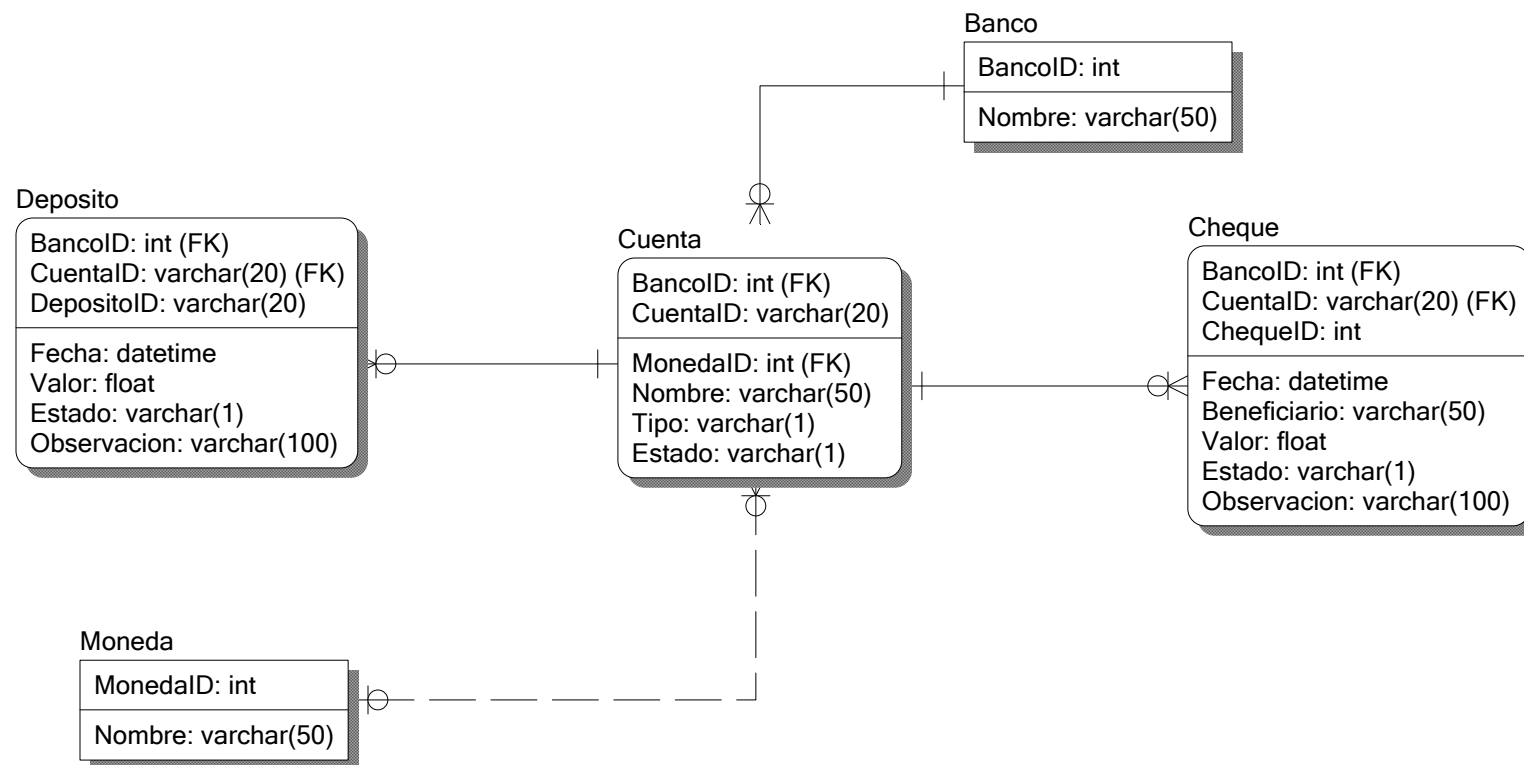 Banco
BancoID: int
Nombre: varchar(50)
Deposito
BancoID: int (FK)
CuentaID: varchar(20) (FK)
DepositoID: varchar(20)
Fecha: datetime
Valor: float
Estado: varchar(1)
Observacion: varchar(100)
Cuenta
BancoID: int (FK)
CuentaID: varchar(20)
MonedaID: int (FK)
Nombre: varchar(50)
Tipo: varchar(1)
Estado: varchar(1)
Cheque
BancoID: int (FK)
CuentaID: varchar(20) (FK)
ChequeID: int
Fecha: datetime
Beneficiario: varchar(50)
Valor: float
Estado: varchar(1)
Observacion: varchar(100)
Moneda
MonedaID: int
Nombre: varchar(50)